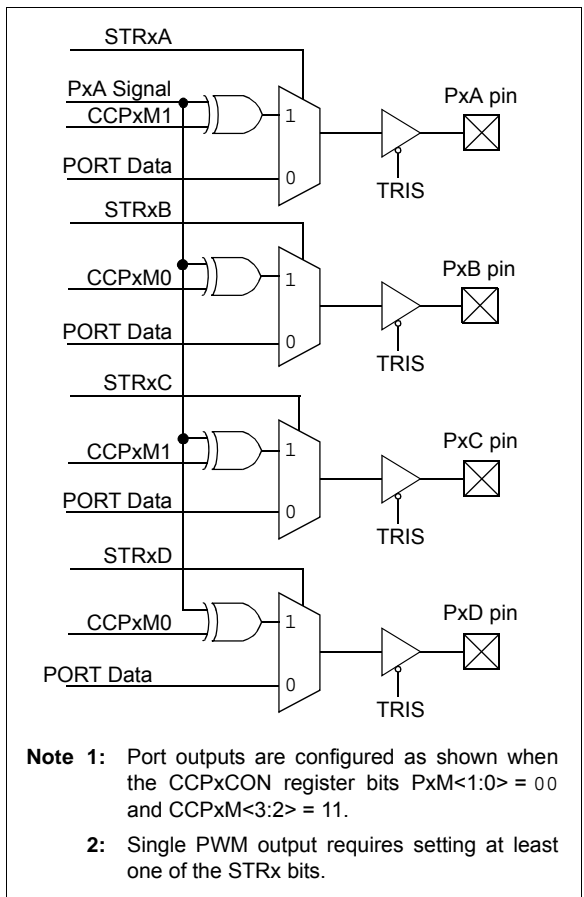 STRxA
PxA Signal
CCPxM1
1
PxA pin
PORT Data
0
TRIS
STRxB
CCPxM0
1
PxB pin
PORT Data
0
TRIS
STRxC
CCPxM1
1
PxC pin
PORT Data
0
TRIS
STRxD
CCPxM0
1
PxD pin
PORT Data
0
TRIS
Note 1: Port outputs are configured as shown when
the CCPxCON register bits PxM<1:0> = 00
and CCPxM<3:2> = 11.
2: Single PWM output requires setting at least
one of the STRx bits.